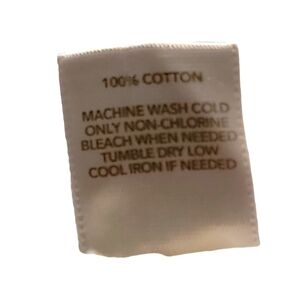 100% COTTON
MACHINE WASH COLD
ONLY NON-CHLORINE
BLEACH WHEN NEEDED
TUMBLE DRY LOW
COOL IRON IF NEEDED